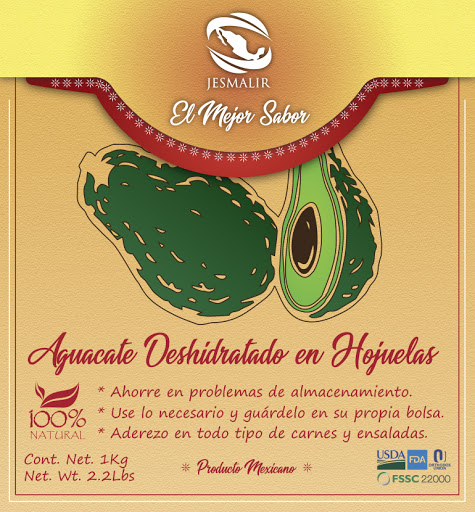 JESMALIR
El Mejor Sabor
Aguacate Deshidratado en Hojuelas
100%
NATURAL
* Ahorre en problemas de almacenamiento.
* Use lo necesario y guárdelo en su propia bolsa.
* Aderezo en todo tipo de carnes y ensaladas.
Cont. Net. 1Kg
Net. Wt. 2.2Lbs
* Producto Mexicano *
USDA FDA
ORTHODOX
UNION
FSSC 22000